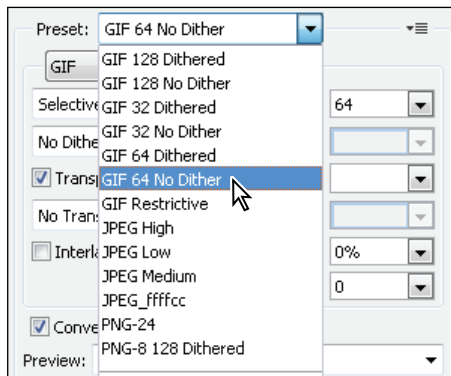 Preset: GIF 64 No Dither
GIF
GIF 128 Dithered
GIF 128 No Dither
Selective GIF 32 Dithered 64
GIF 32 No Dither
No Dithe
GIF 64 Dithered
Transp GIF 64 No Dither
No Trans GIF Restrictive
JPEG High
Interla JPEG Low 0%
JPEG Medium
JPEG_ffffcc 0
Conve PNG-24
PNG-8 128 Dithered
Preview: